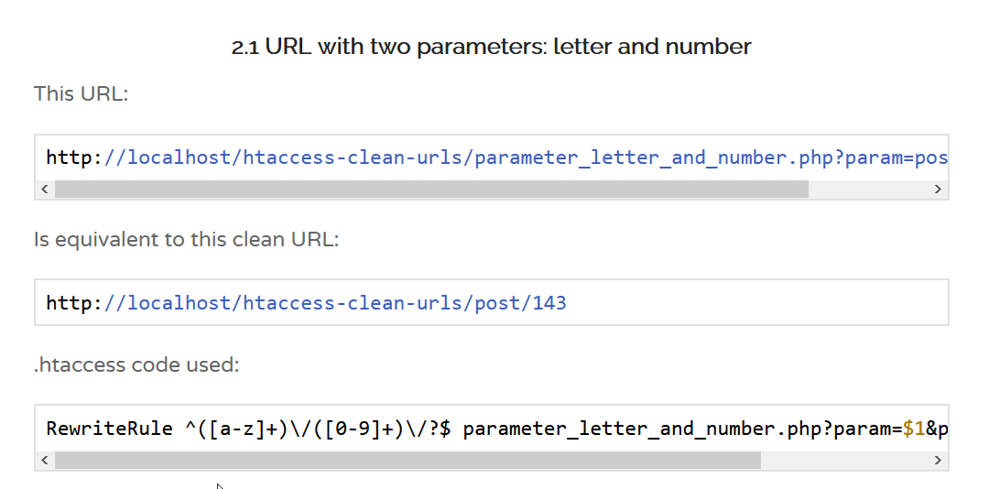 2.1 URL with two parameters: letter and number
This URL:
http://localhost/htaccess-clean-urls/parameter_letter_and_number.php?param=pos
Is equivalent to this clean URL:
http://localhost/htaccess-clean-urls/post/143
.htaccess code used:
RewriteRule ^([a-z]+)\/([0-9]+)\/?$ parameter_letter_and_number.php?param=$1&p